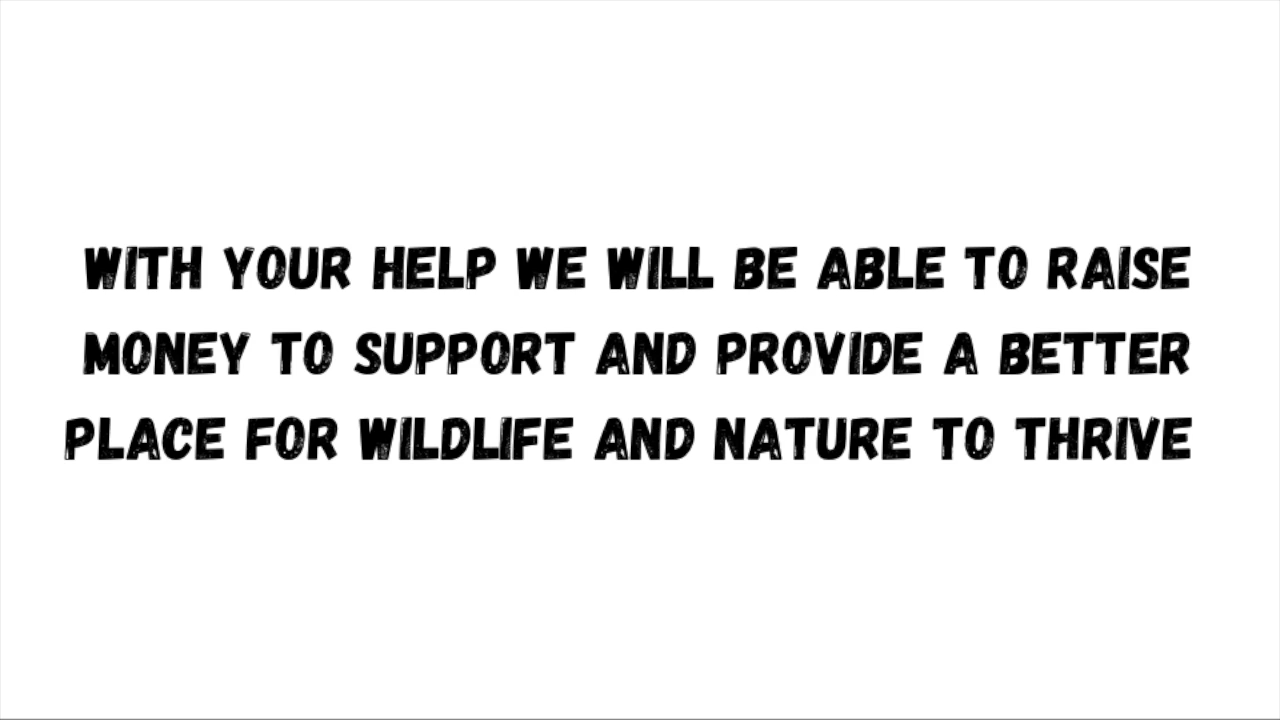 WITH YOUR HELP WE WILL BE ABLE TO RAISE
MONEY TO SUPPORT AND PROVIDE A BETTER
PLACE FOR WILDLIFE AND NATURE TO THRIVE